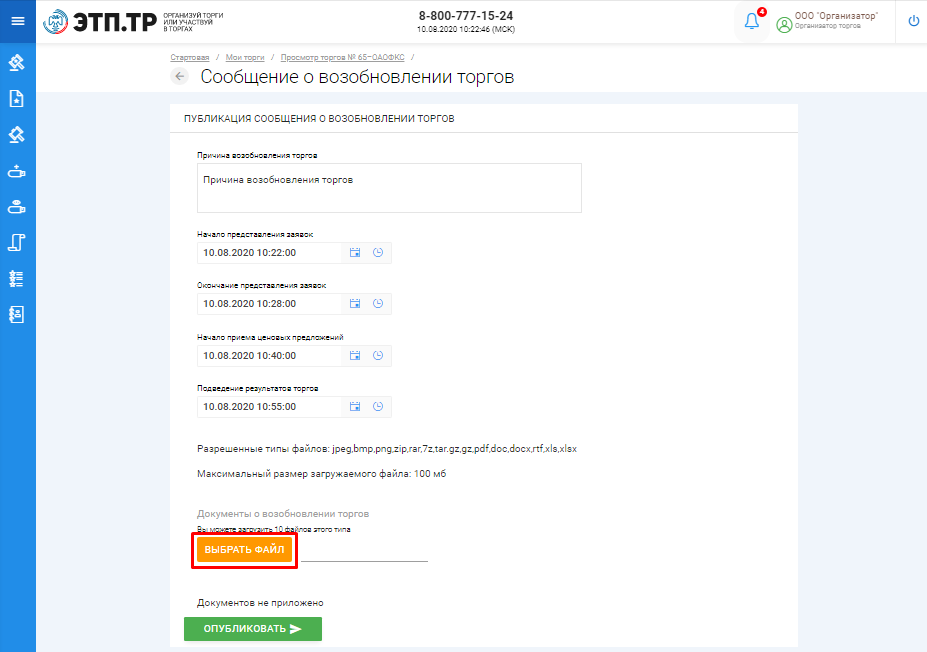 ЭТП.ТР
ОРГАНИЗУЙ ТОРГИ
ИЛИ УЧАСТВУЙ
В ТОРГАХ
8-800-777-15-24
10.08.2020 10:22:46 (МСК)
4
ООО "Организатор"
Организатор торгов
Стартовая / Мои торги / Просмотр торгов № 65-ОАОФКС /
Сообщение о возобновлении торгов
ПУБЛИКАЦИЯ СООБЩЕНИЯ О ВОЗОБНОВЛЕНИИ ТОРГОВ
Причина возобновления торгов
Причина возобновления торгов
Начало представления заявок
10.08.2020 10:22:00
Окончание представления заявок
10.08.2020 10:28:00
Начало приема ценовых предложений
10.08.2020 10:40:00
Подведение результатов торгов
10.08.2020 10:55:00
Разрешенные типы файлов: jpeg,bmp,png,zip,rar,7z,tar.gz,gz,pdf,doc,docx,rtf,xls,xlsx
Максимальный размер загружаемого файла: 100 мб
Документы о возобновлении торгов
Вы можете загрузить 10 файлов этого типа
ВЫБРАТЬ ФАЙЛ
Документов не приложено
ОПУБЛИКОВАТЬ